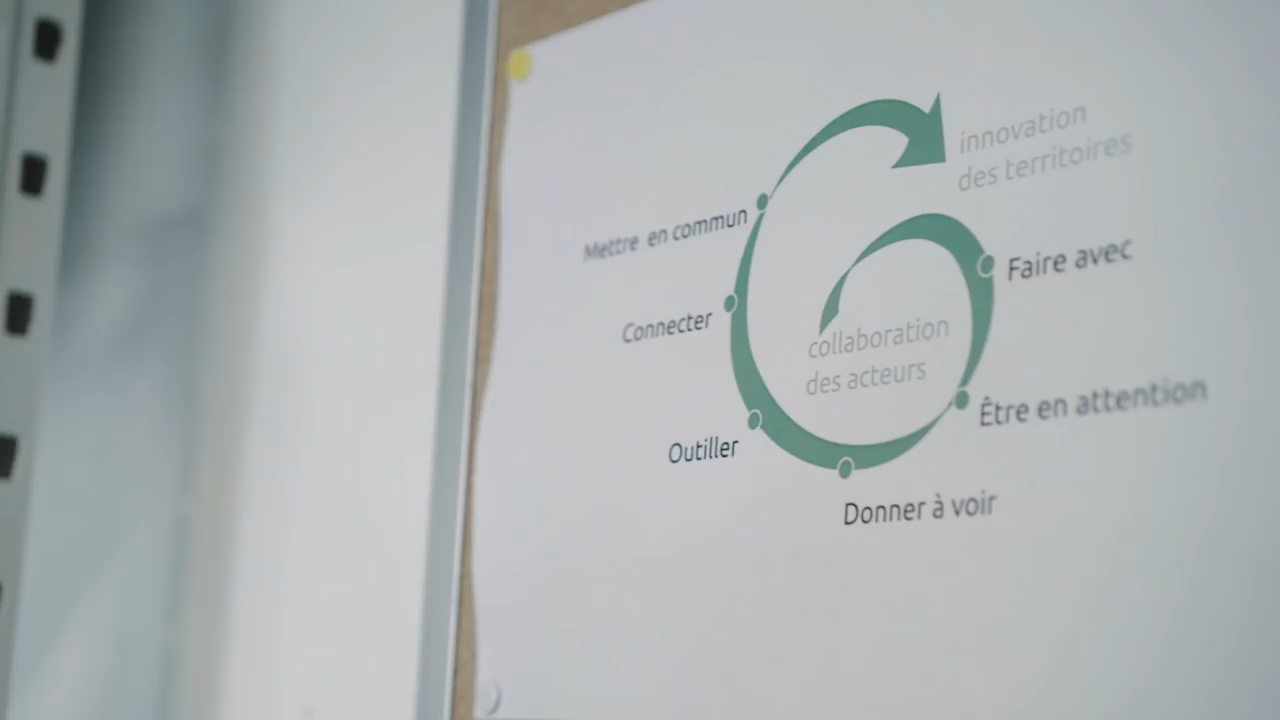 innovation
des territoires
Mettre en commun
Faire avec
Connecter
collaboration
des acteurs
Être en attention
Outiller
Donner à voir